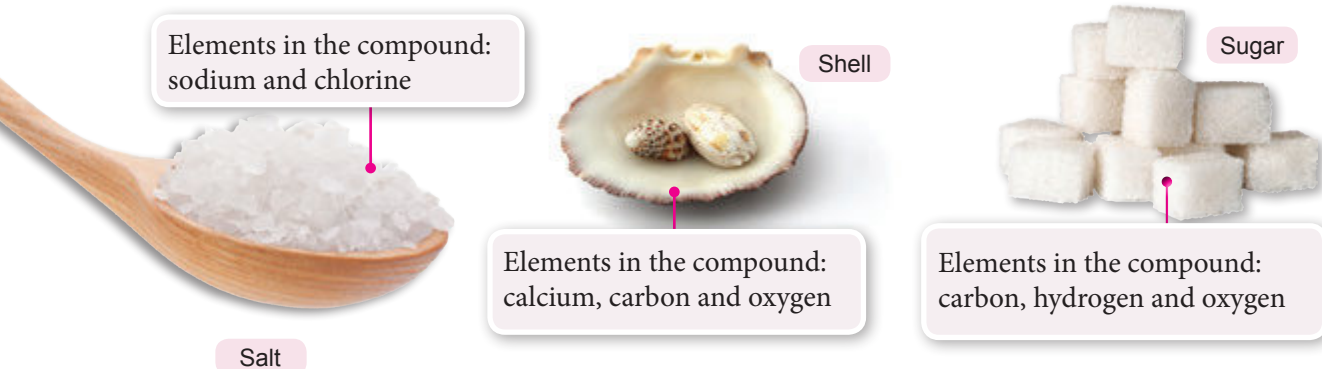 Elements in the compound:
sodium and chlorine
Salt
Shell
Elements in the compound:
calcium, carbon and oxygen
Sugar
Elements in the compound:
carbon, hydrogen and oxygen